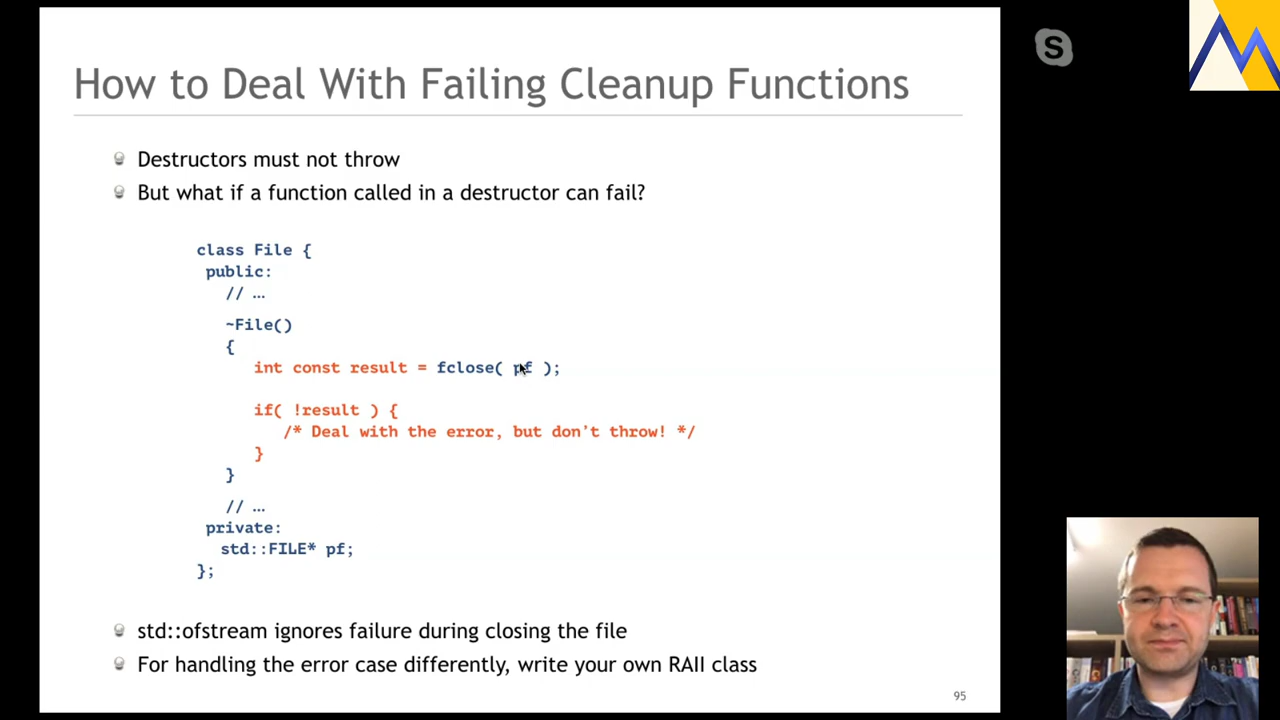 How to Deal With Failing Cleanup Functions
Destructors must not throw
But what if a function called in a destructor can fail?
class File {
public:
// …
~File()
{
int const result = fclose( pf );
if( !result ) {
/* Deal with the error, but don't throw! */
}
}
// …
private:
std::FILE* pf;
};
std::ofstream ignores failure during closing the file
For handling the error case differently, write your own RAII class
95
S